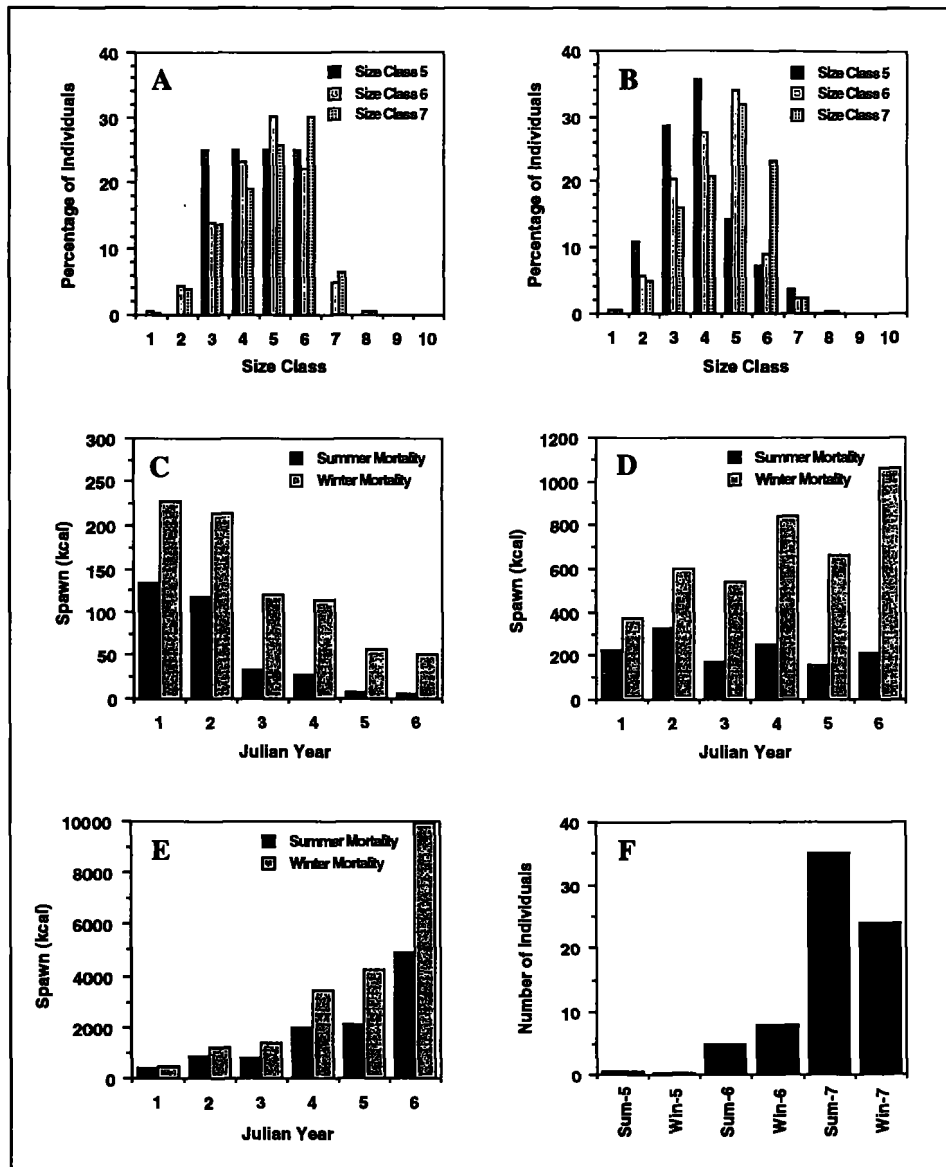 A
Size Class 5
Size Class 6
Size Class 7
Percentage of Individuals
40
30
20
10
0
1 2 3 4 5 6 7 8 9 10
Size Class
B
Size Class 5
Size Class 6
Size Class 7
Percentage of Individuals
40
30
20
10
0
1 2 3 4 5 6 7 8 9 10
Size Class
C
Summer Mortality
Winter Mortality
Spawn (kcal)
300
250
200
150
100
50
0
1 2 3 4 5 6
Julian Year
D
Summer Mortality
Winter Mortality
Spawn (kcal)
1200
1000
800
600
400
200
0
1 2 3 4 5 6
Julian Year
E
Summer Mortality
Winter Mortality
Spawn (kcal)
10000
8000
6000
4000
2000
0
1 2 3 4 5 6
Julian Year
F
Number of Individuals
40
30
20
10
0
Sum-5
Win-5
Sum-6
Win-6
Sum-7
Win-7